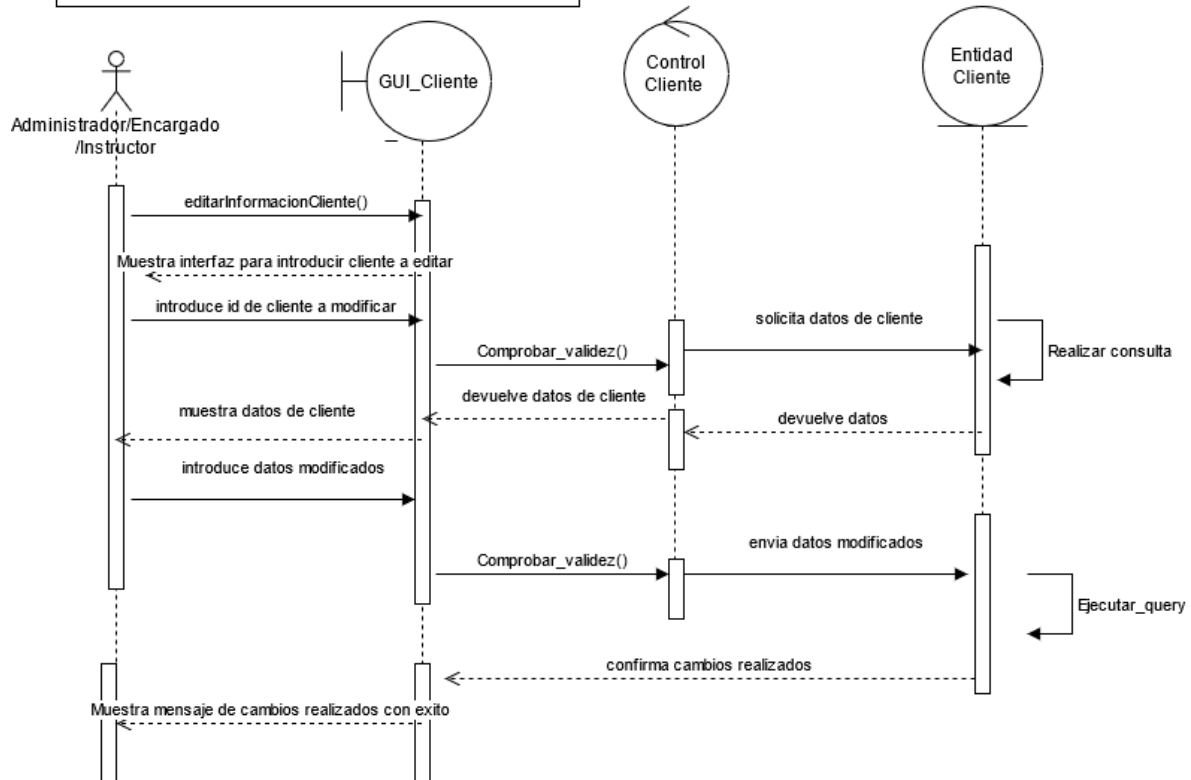 GUI_Cliente
Control
Cliente
Entidad
Cliente
Administrador/Encargado
/Instructor
editarInformacionCliente()
Muestra interfaz para introducir cliente a editar
introduce id de cliente a modificar
solicita datos de cliente
Realizar consulta
Comprobar_validez()
devuelve datos de cliente
muestra datos de cliente
devuelve datos
introduce datos modificados
envia datos modificados
Comprobar_validez()
Ejecutar_query
confirma cambios realizados
Muestra mensaje de cambios realizados con exito